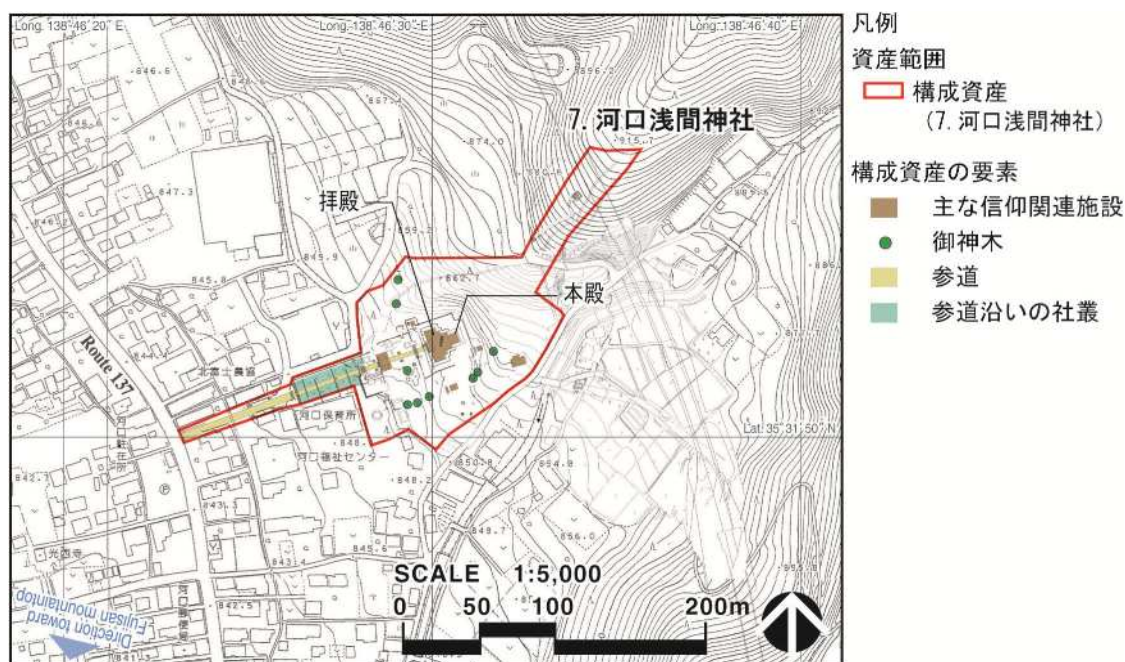 Long. 138-46 20" E
Long. 138-46 30" E
Long. 138-46 40" E
846.6
896.2
874.0
7. 河口浅間神社
915.7
847.3
拝殿
859.2
862.7
845.9
845.8
本殿
Route 137
844.4
北富士農協
河口保育所
Lat. 35 31 50" N
河口福祉センター
850.8
854.8
848.2
842.7
843.3
848.7
856.0
光西寺
845.6
843.4
842.5
SCALE 1:5,000
0 50 100 200m
Direction toward
Fujisan mountaintop
凡例
資産範囲
構成資産
(7. 河口浅間神社)
構成資産の要素
主な信仰関連施設
御神木
参道
参道沿いの社叢